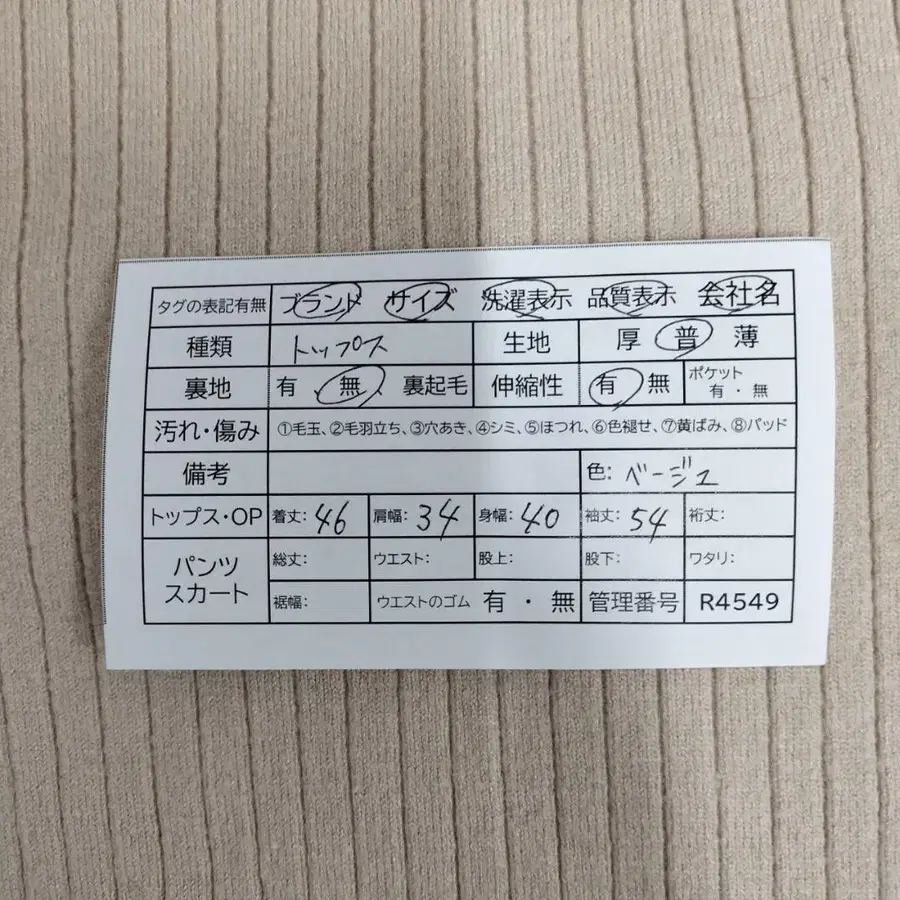 タグの表記有無 ブランド サイズ 洗濯表示 品質表示 会社名
種類 トップス 生地 厚 普 薄
裏地 有 無 裏起毛 伸縮性 有 無 ポケット 有・無
汚れ・傷み ①毛玉、②毛羽立ち、③穴あき、④シミ、⑤ほつれ、⑥色褪せ、⑦黄ばみ、⑧パッド
備考 色: ベージュ
トップス・OP 着丈: 46 肩幅: 34 身幅: 40 袖丈: 54 裄丈:
パンツ スカート 総丈: ウエスト: 股上: 股下: ワタリ:
裾幅: ウエストのゴム 有・無 管理番号 R4549